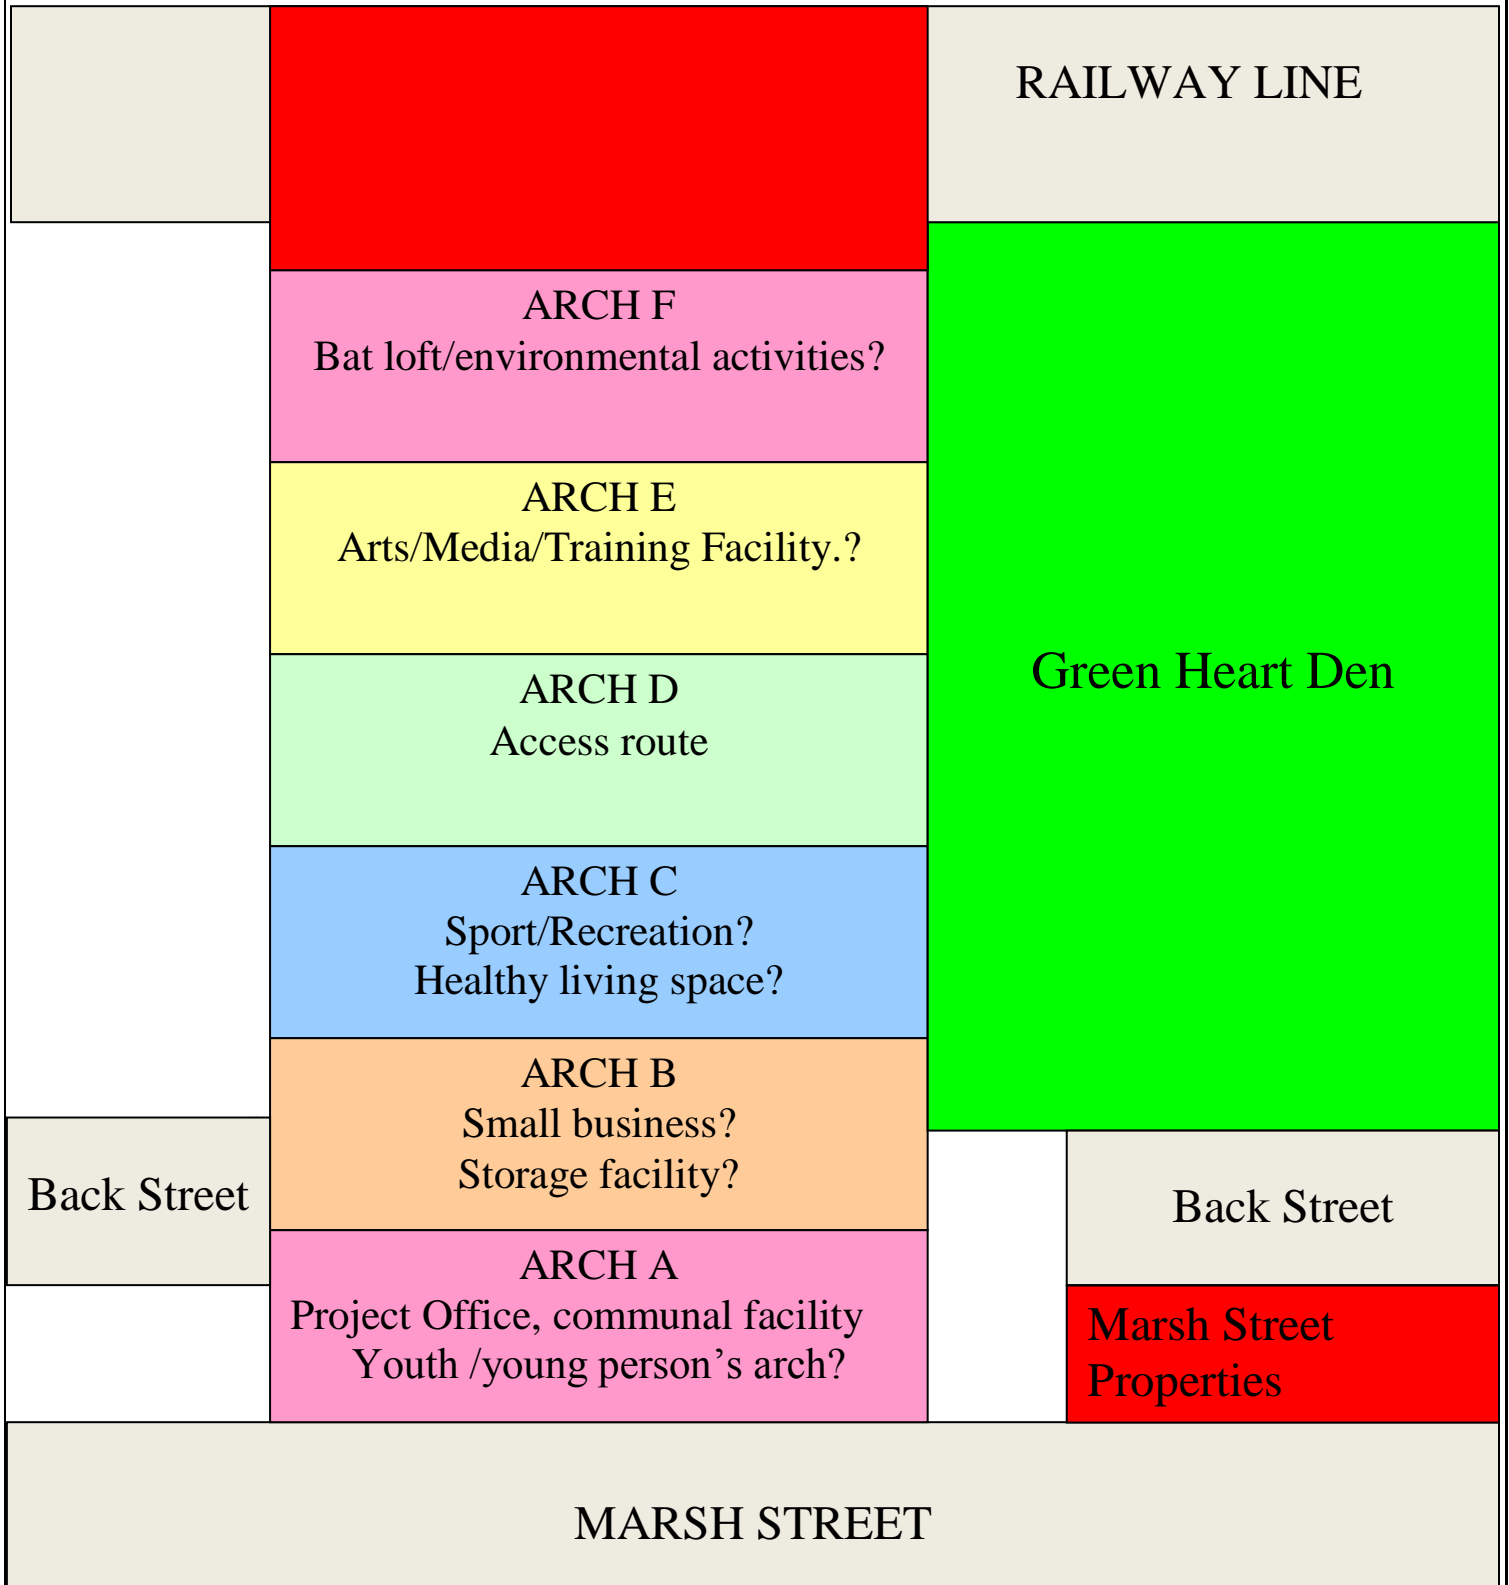 RAILWAY LINE
ARCH F
Bat loft/environmental activities?
ARCH E
Arts/Media/Training Facility.?
ARCH D
Access route
Green Heart Den
ARCH C
Sport/Recreation?
Healthy living space?
ARCH B
Small business?
Storage facility?
Back Street
Back Street
ARCH A
Project Office, communal facility
Youth /young person’s arch?
Marsh Street
Properties
MARSH STREET